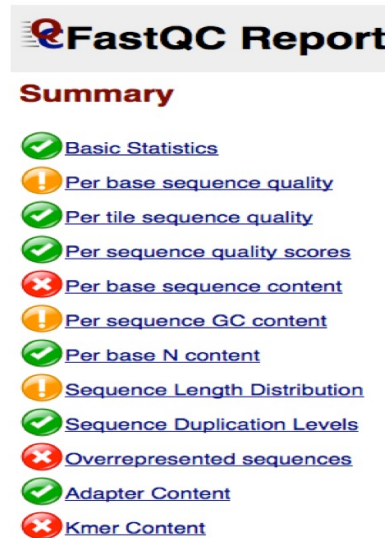 FastQC Report
Summary
Basic Statistics
Per base sequence quality
Per tile sequence quality
Per sequence quality scores
Per base sequence content
Per sequence GC content
Per base N content
Sequence Length Distribution
Sequence Duplication Levels
Overrepresented sequences
Adapter Content
Kmer Content